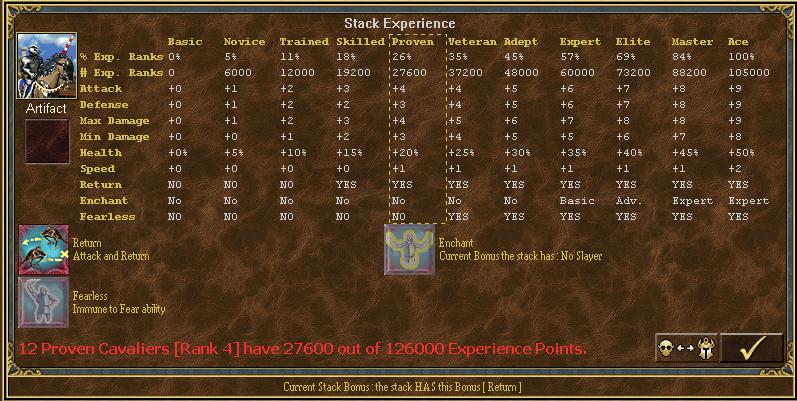 Stack Experience
Basic Novice Trained Skilled Proven Veteran Adept Expert Elite Master Ace
% Exp. Ranks 0% 5% 11% 18% 26% 35% 45% 57% 69% 84% 100%
# Exp. Ranks 0 6000 12000 19200 27600 37200 48000 60000 73200 88200 105000
Attack +0 +1 +2 +3 +4 +4 +5 +6 +7 +8 +9
Artifact
Defense +0 +1 +2 +3 +3 +4 +5 +6 +7 +8 +9
Max Damage +0 +1 +2 +3 +4 +5 +6 +7 +8 +8 +9
Min Damage +0 +0 +1 +2 +3 +4 +5 +5 +6 +7 +8
Health +0% +5% +10% +15% +20% +25% +30% +35% +40% +45% +50%
Speed +0 +0 +0 +0 +1 +1 +1 +1 +1 +1 +2
Return NO NO NO YES YES YES YES YES YES YES YES
Enchant No No No No No No No Basic Adv. Expert Expert
Fearless NO NO NO NO NO YES YES YES YES YES YES
Return
Attack and Return
Enchant
Current Bonus the stack has : No Slayer
Fearless
Immune to Fear ability
12 Proven Cavaliers [Rank 4] have 27600 out of 126000 Experience Points.
Current Stack Bonus : the stack HAS this Bonus [ Return ]